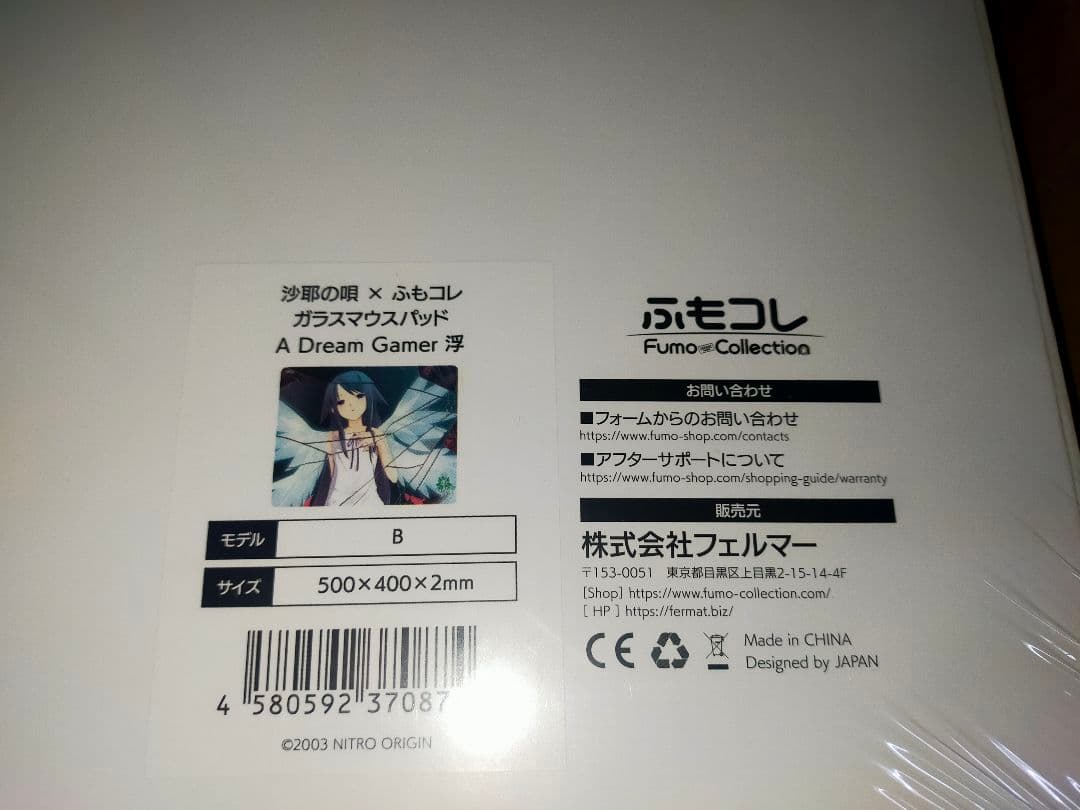 沙耶の唄 × ふもコレ
ガラスマウスパッド
A Dream Gamer 浮
モデル B
サイズ 500×400×2mm
4 580592 37087
©2003 NITRO ORIGIN
ふもコレ
Fumo Collection
お問い合わせ
■フォームからのお問い合わせ
https://www.fumo-shop.com/contacts
■アフターサポートについて
https://www.fumo-shop.com/shopping-guide/warranty
販売元
株式会社フェルマー
〒153-0051 東京都目黒区上目黒2-15-14-4F
[Shop] https://www.fumo-collection.com/
[ HP ] https://fermat.biz/
CE
Made in CHINA
Designed by JAPAN